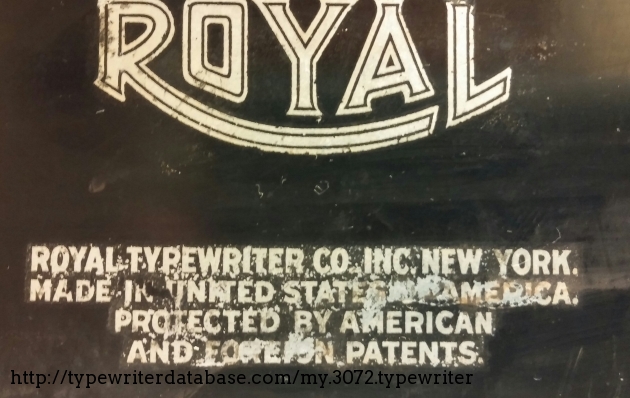 ROYAL
ROYAL TYPEWRITER CO. INC. NEW YORK.
MADE IN UNITED STATES OF AMERICA.
PROTECTED BY AMERICAN
AND FOREIGN PATENTS.
http://typewriterdatabase.com/my.3072.typewriter